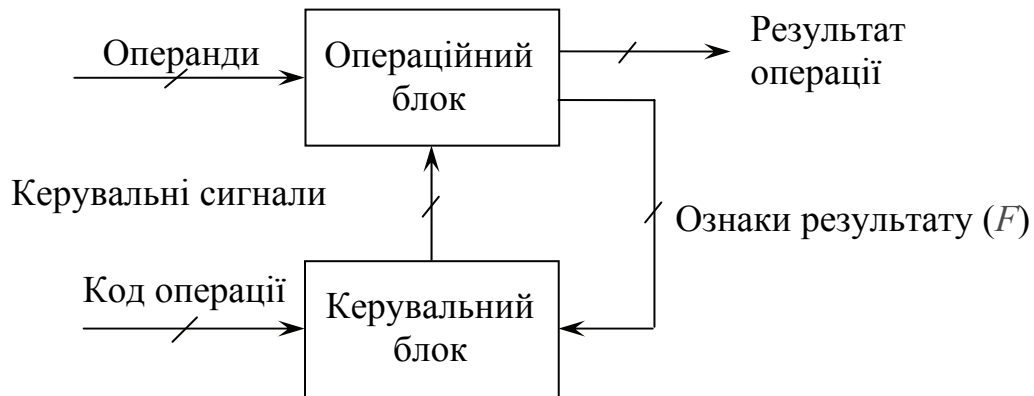 Операнди
Операційний
блок
Результат
операції
Керувальні сигнали
Ознаки результату (F)
Код операції
Керувальний
блок